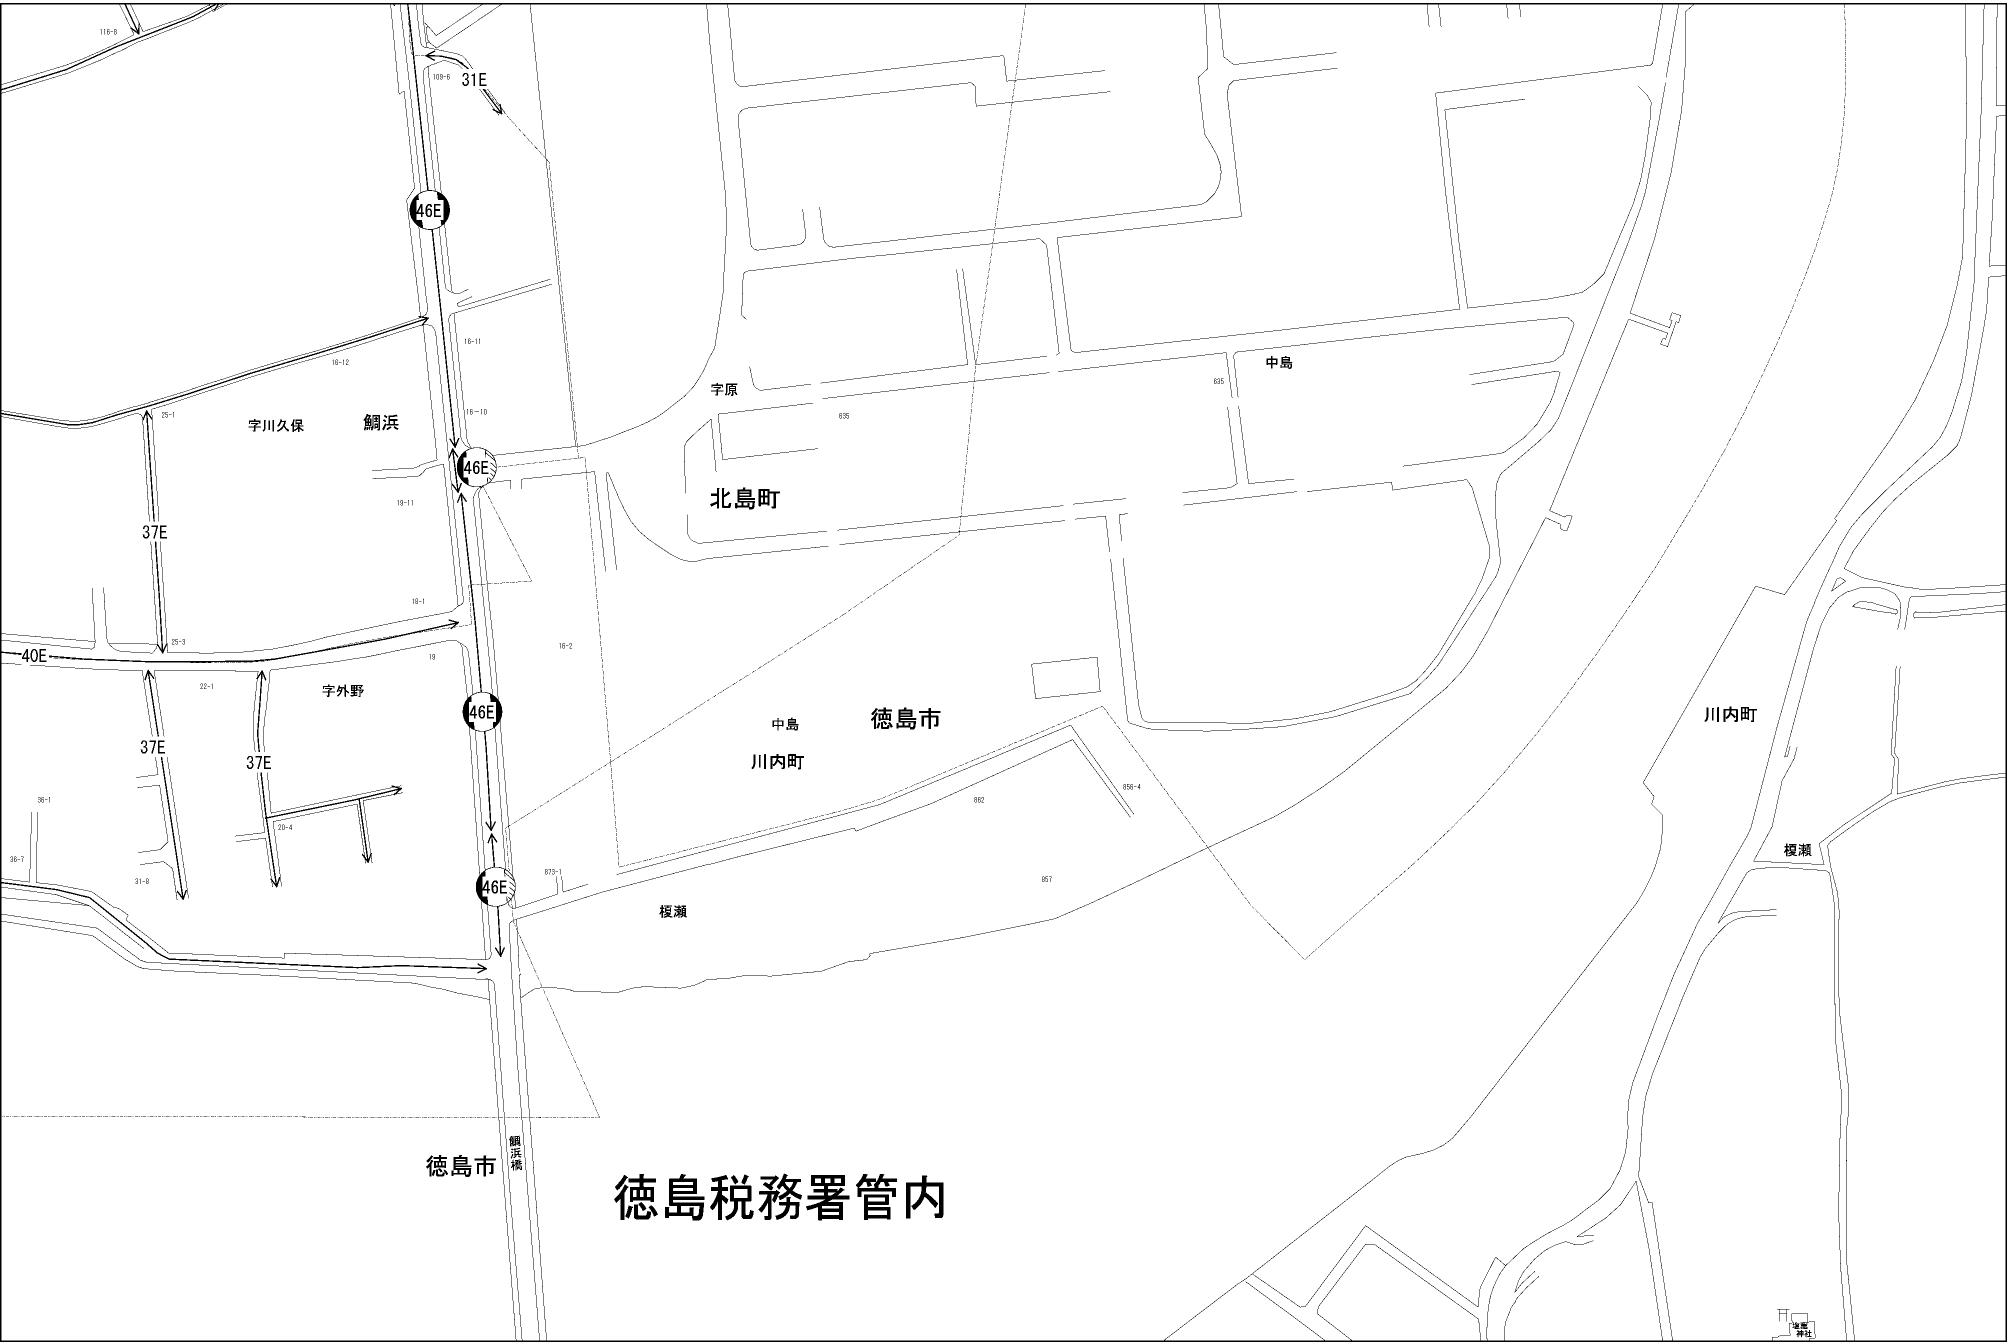 116-8
109-6
31E
46E
16-11
16-12
中島
635
字原
16-10
25-1
635
字川久保
鯛浜
46E
北島町
19-11
37E
18-1
25-3
16-2
40E
19
22-1
字外野
46E
徳島市
中島
川内町
川内町
37E
37E
856-4
36-1
862
20-4
榎瀬
36-7
873-1
31-8
46E
857
榎瀬
鯛浜橋
徳島市
徳島税務署管内
神社